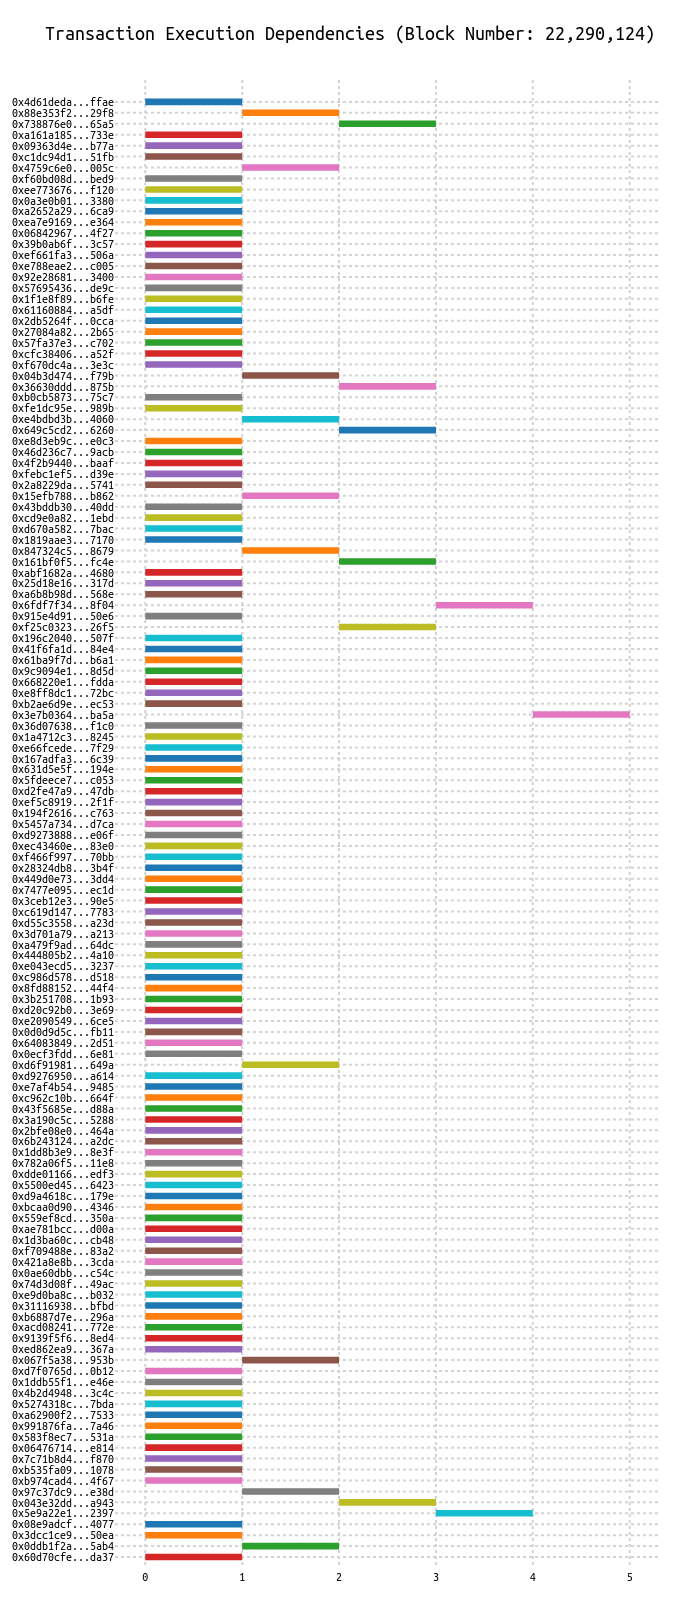 Transaction Execution Dependencies (Block Number: 22,290,124)
0x4d61deda...ffae
0x88e353f2...29f8
0x738876e0...65a5
0xa161a185...733e
0x09363d4e...b77a
0xc1dc94d1...51fb
0x4759c6e0...005c
0xf60bd08d...bed9
0xee773676...f120
0x0a3e0b01...3380
0xa2652a29...6ca9
0xea7e9169...e364
0x06842967...4f27
0x39b0ab6f...3c57
0xef661fa3...506a
0xe788eae2...c005
0x92e28681...3400
0x57695436...de9c
0x1f1e8f89...b6fe
0x61160884...a5df
0x2db5264f...0cca
0x27084a82...2b65
0x57fa37e3...c702
0xcfc38406...a52f
0xf670dc4a...3e3c
0x04b3d474...f79b
0x36630ddd...875b
0xb0cb5873...75c7
0xfe1dc95e...989b
0xe4bdbd3b...4060
0x649c5cd2...6260
0xe8d3eb9c...e0c3
0x46d236c7...9acb
0x4f2b9440...baaf
0xfebc1ef5...d39e
0x2a8229da...5741
0x15efb788...b862
0x43bddb30...40dd
0xcd9e0a82...1ebd
0xd670a582...7bac
0x1819aae3...7170
0x847324c5...8679
0x161bf0f5...fc4e
0xabf1682a...4680
0x25d18e16...317d
0xa6b8b98d...568e
0x6fdf7f34...8f04
0x915e4d91...50e6
0xf25c0323...26f5
0x196c2040...507f
0x41f6fa1d...84e4
0x61ba9f7d...b6a1
0x9c9094e1...8d5d
0x668220e1...fdda
0xe8ff8dc1...72bc
0xb2ae6d9e...ec53
0x3e7b0364...ba5a
0x36d07638...f1c0
0x1a4712c3...8245
0xe66fcede...7f29
0x167adfa3...6c39
0x631d5e5f...194e
0x5fdeece7...c053
0xd2fe47a9...47db
0xef5c8919...2f1f
0x194f2616...c763
0x5457a734...d7ca
0xd9273888...e06f
0xec43460e...83e0
0xf466f997...70bb
0x28324db8...3b4f
0x449d0e73...3dd4
0x7477e095...ec1d
0x3ceb12e3...90e5
0xc619d147...7783
0xd55c3558...a23d
0x3d701a79...a213
0xa479f9ad...64dc
0x444805b2...4a10
0xe043ecd5...3237
0xc986d578...d518
0x8fd88152...44f4
0x3b251708...1b93
0xd20c92b0...3e69
0xe2090549...6ce5
0x0d0d9d5c...fb11
0x64083849...2d51
0x0ecf3fdd...6e81
0xd6f91981...649a
0xd9276950...a614
0xe7af4b54...9485
0xc962c10b...664f
0x43f5685e...d88a
0x3a190c5c...5288
0x2bfe08e0...464a
0x6b243124...a2dc
0x1dd8b3e9...8e3f
0x782a06f5...11e8
0xdde01166...edf3
0x5500ed45...6423
0xd9a4618c...179e
0xbcaa0d90...4346
0x559ef8cd...350a
0xae781bcc...d00a
0x1d3ba60c...cb48
0xf709488e...83a2
0x421a8e8b...3cda
0x0ae60dbb...c54c
0x74d3d08f...49ac
0xe9d0ba8c...b032
0x31116938...bfbd
0xb6887d7e...296a
0xacd08241...772e
0x9139f5f6...8ed4
0xed862ea9...367a
0x067f5a38...953b
0xd7f0765d...0b12
0x1ddb55f1...e46e
0x4b2d4948...3c4c
0x5274318c...7bda
0xa62900f2...7533
0x991876fa...7a46
0x583f8ec7...531a
0x06476714...e814
0x7c71b8d4...f870
0xb535fa09...1078
0xb974cad4...4f67
0x97c37dc9...e38d
0x043e32dd...a943
0x5e9a22e1...2397
0x08e9adcf...4077
0x3dcc1ce9...50ea
0x0ddb1f2a...5ab4
0x60d70cfe...da37
0 1 2 3 4 5